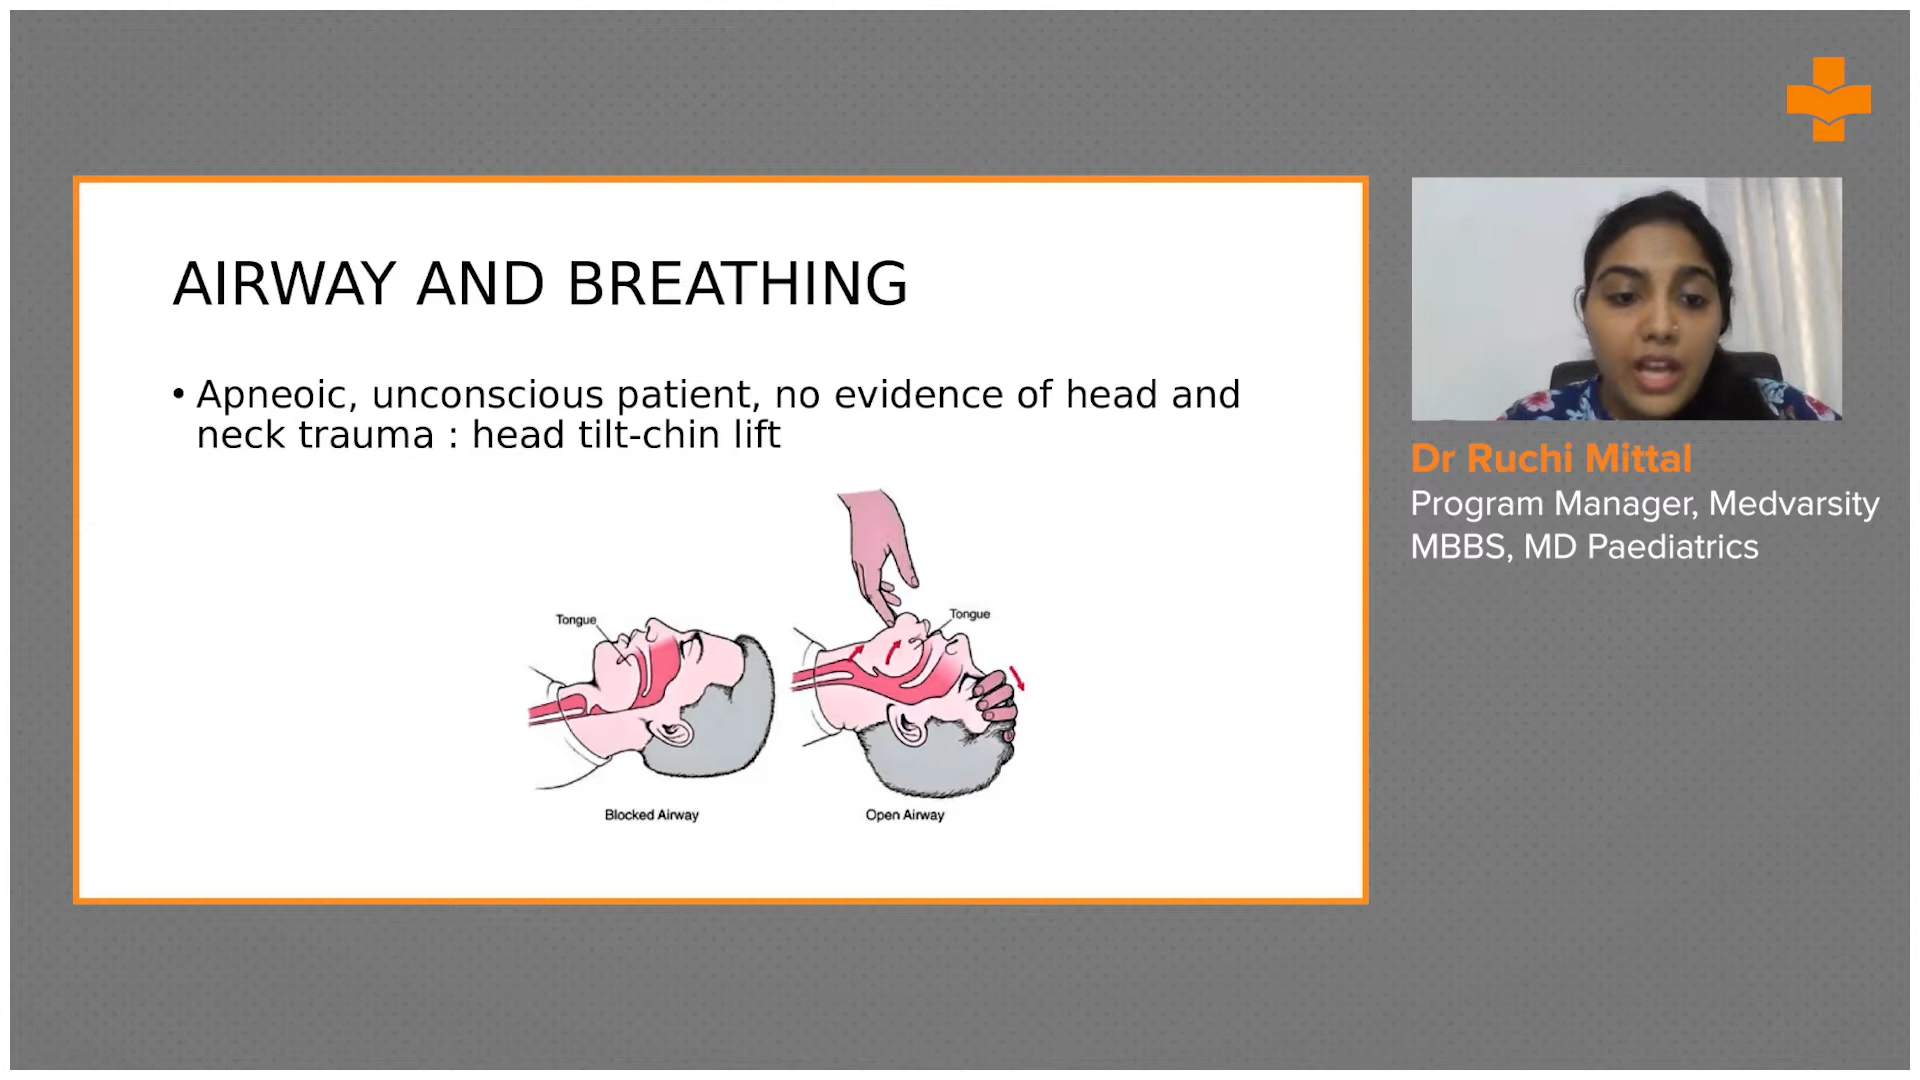 AIRWAY AND BREATHING
• Apneoic, unconscious patient, no evidence of head and
neck trauma : head tilt-chin lift
Tongue
Tongue
Blocked Airway
Open Airway
Dr Ruchi Mittal
Program Manager, Medvarsity
MBBS, MD Paediatrics